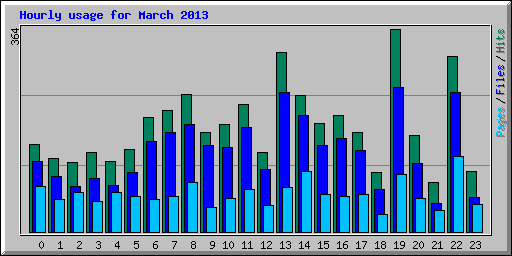 Hourly usage for March 2013
364
Pages / Files / Hits
0 1 2 3 4 5 6 7 8 9 10 11 12 13 14 15 16 17 18 19 20 21 22 23